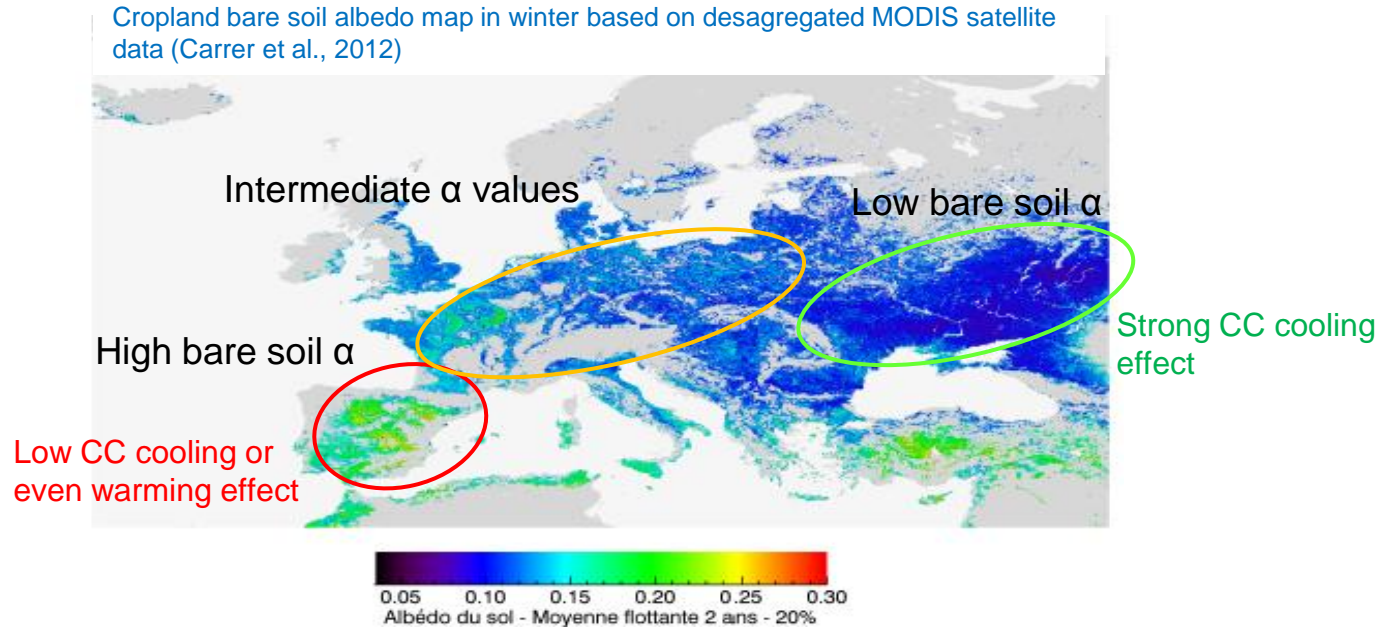 Cropland bare soil albedo map in winter based on desagregated MODIS satellite
data (Carrer et al., 2012)
Intermediate α values
Low bare soil α
Strong CC cooling
effect
High bare soil α
Low CC cooling or
even warming effect
0.05 0.10 0.15 0.20 0.25 0.30
Albédo du sol - Moyenne flottante 2 ans - 20%